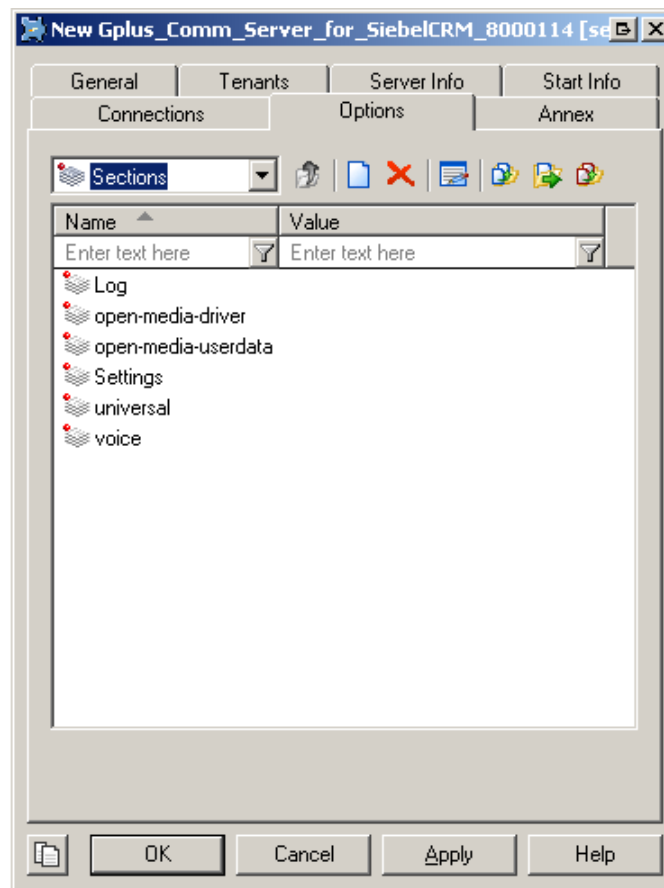 New Gplus_Comm_Server_for_SiebelCRM_8000114 [se
General Tenants Server Info Start Info
Connections Options Annex
Sections
Name Value
Enter text here Enter text here
Log
open-media-driver
open-media-userdata
Settings
universal
voice
OK Cancel Apply Help